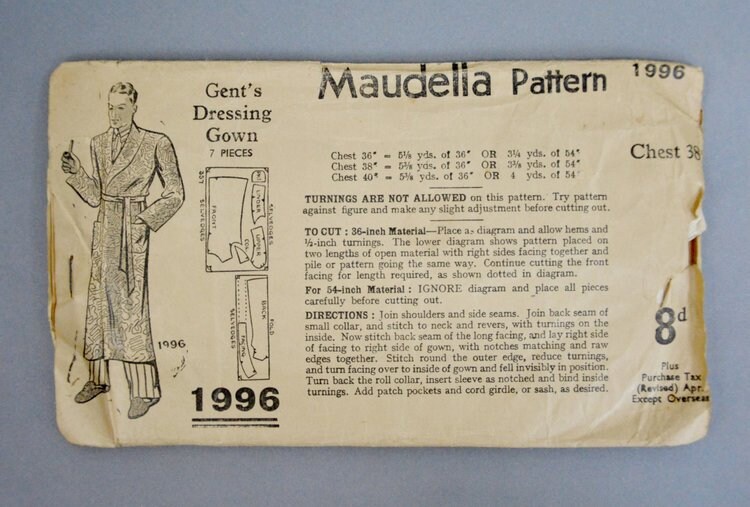 Gent's
Dressing
Gown
7 PIECES
1996
1996
Maudella Pattern
1996
Chest 36" = 5⅛ yds. of 36" OR 3¼ yds. of 54"
Chest 38" = 5⅜ yds. of 36" OR 3⅜ yds. of 54"
Chest 40" = 5¾ yds. of 36" OR 4 yds. of 54"
Chest 38
TURNINGS ARE NOT ALLOWED on this pattern. Try pattern
against figure and make any slight adjustment before cutting out.
TO CUT : 36-inch Material—Place as diagram and allow hems and
½-inch turnings. The lower diagram shows pattern placed on
two lengths of open material with right sides facing together and
pile or pattern going the same way. Continue cutting the front
facing for length required, as shown dotted in diagram.
For 54-inch Material : IGNORE diagram and place all pieces
carefully before cutting out.
DIRECTIONS : Join shoulders and side seams. Join back seam of
small collar, and stitch to neck and revers, with turnings on the
inside. Now stitch back seam of the long facing, and lay right side
of facing to right side of gown, with notches matching and raw
edges together. Stitch round the outer edge, reduce turnings,
and turn facing over to inside of gown and fell invisibly in position.
Turn back the roll collar, insert sleeve as notched and bind inside
turnings. Add patch pockets and cord girdle, or sash, as desired.
8d
Plus
Purchase Tax
(Revised) Apr.
Except Overseas
SELVEDGES
FRONT
UNDER
UPPER
SELVEDGES
FOLD
BACK
FACING
SELVEDGES